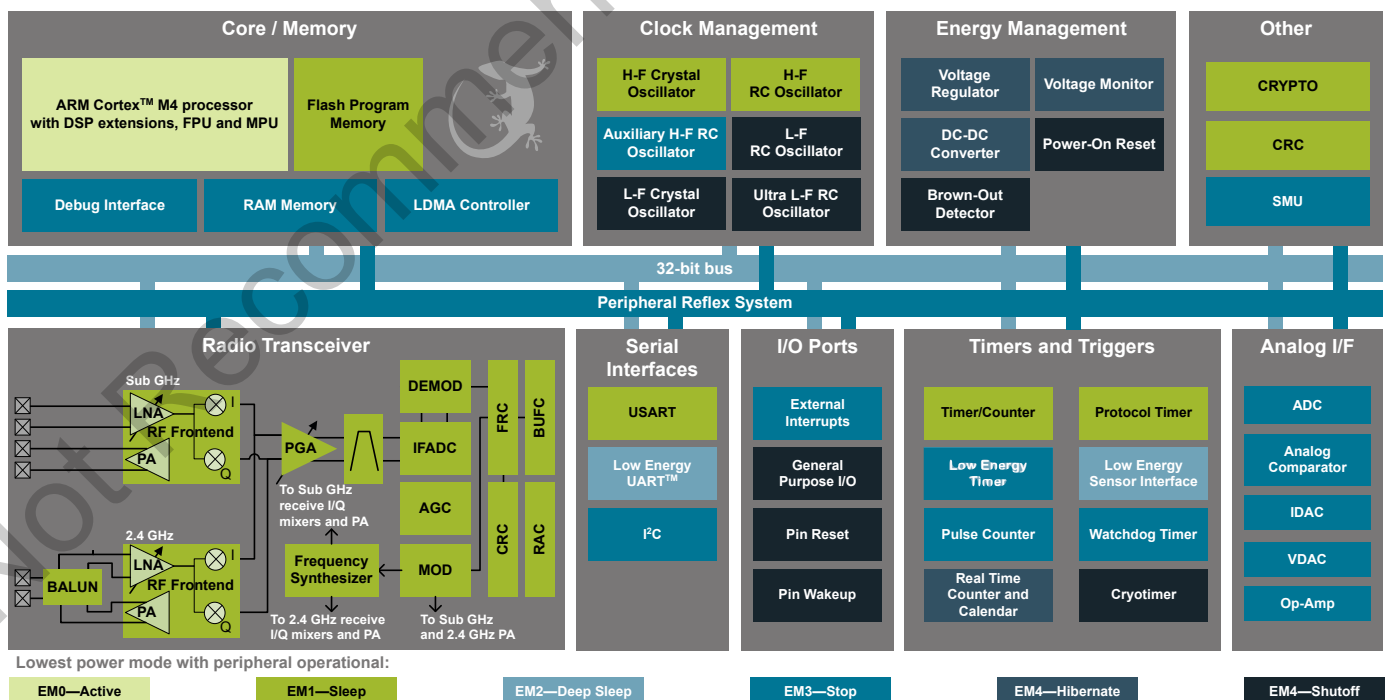 Core / Memory
ARM Cortex™ M4 processor
with DSP extensions, FPU and MPU
Flash Program
Memory
Debug Interface
RAM Memory
LDMA Controller
Clock Management
H-F Crystal
Oscillator
H-F
RC Oscillator
Auxiliary H-F RC
Oscillator
L-F
RC Oscillator
L-F Crystal
Oscillator
Ultra L-F RC
Oscillator
Energy Management
Voltage
Regulator
Voltage Monitor
DC-DC
Converter
Power-On Reset
Brown-Out
Detector
Other
CRYPTO
CRC
SMU
32-bit bus
Peripheral Reflex System
Radio Transceiver
Sub GHz
LNA
RF Frontend
PA
I
Q
PGA
DEMOD
IFADC
AGC
MOD
FRC
BUFC
CRC
RAC
To Sub GHz
receive I/Q
mixers and PA
Frequency
Synthesizer
2.4 GHz
BALUN
LNA
RF Frontend
PA
I
Q
To 2.4 GHz receive
I/Q mixers and PA
To Sub GHz
and 2.4 GHz PA
Serial
Interfaces
USART
Low Energy
UART™
I²C
I/O Ports
External
Interrupts
General
Purpose I/O
Pin Reset
Pin Wakeup
Timers and Triggers
Timer/Counter
Protocol Timer
Low Energy
Timer
Low Energy
Sensor Interface
Pulse Counter
Watchdog Timer
Real Time
Counter and
Calendar
Cryotimer
Analog I/F
ADC
Analog
Comparator
IDAC
VDAC
Op-Amp
Lowest power mode with peripheral operational:
EM0—Active
EM1—Sleep
EM2—Deep Sleep
EM3—Stop
EM4—Hibernate
EM4—Shutoff
Not Recommen